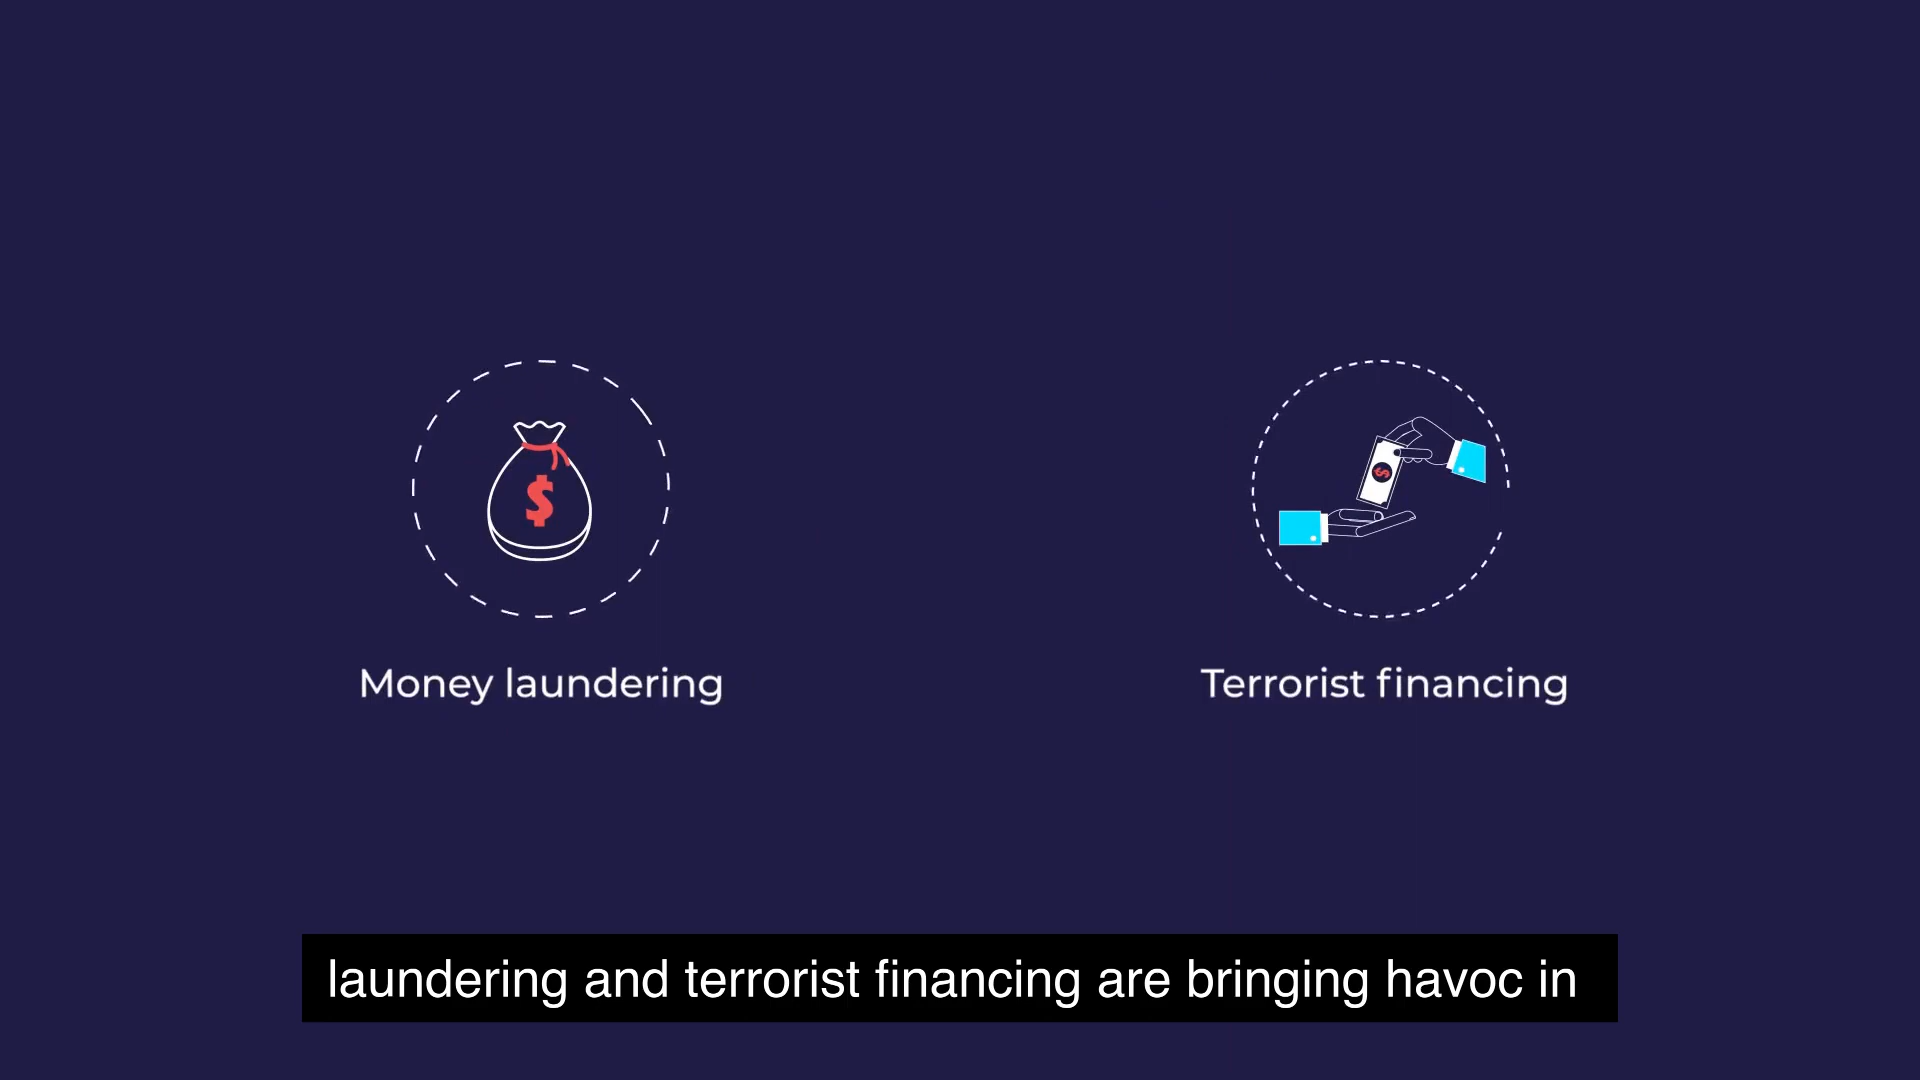 $
$
Money laundering
Terrorist financing
laundering and terrorist financing are bringing havoc in